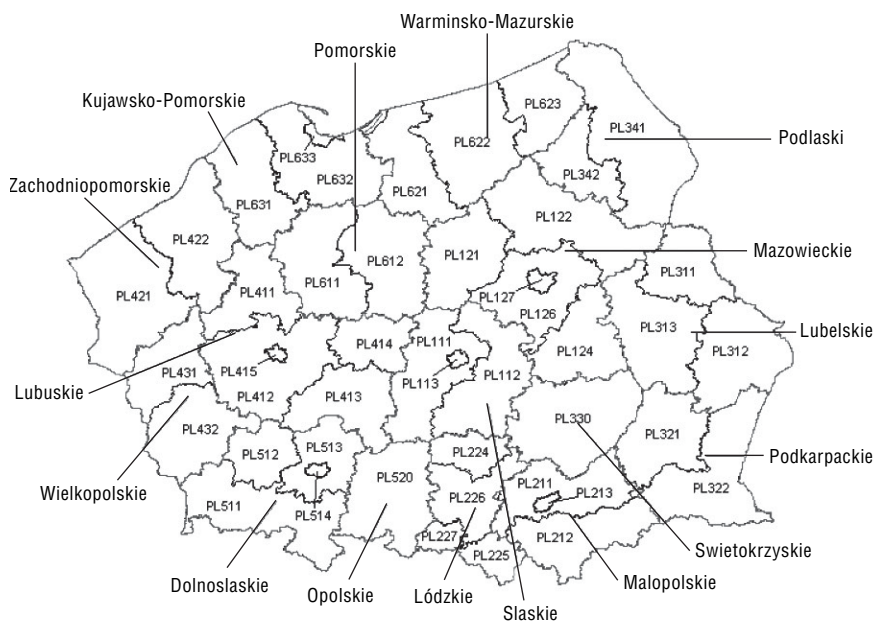 Warminsko-Mazurskie
Pomorskie
Kujawsko-Pomorskie
PL623
PL341
Podlaski
PL633
PL622
PL342
PL632
PL621
Zachodniopomorskie
PL631
PL122
PL422
PL612
PL121
Mazowieckie
PL311
PL421
PL411
PL611
PL127
PL126
PL313
Lubelskie
PL414
PL111
PL312
PL124
PL431
PL415
PL113
PL112
Lubuskie
PL412
PL413
PL330
PL432
PL321
PL513
PL512
PL224
Podkarpackie
PL520
PL211
PL213
PL322
Wielkopolskie
PL226
PL511
PL514
PL227
PL212
PL225
Swietokrzyskie
Dolnoslaskie
Opolskie
Lódzkie
Malopolskie
Slaskie